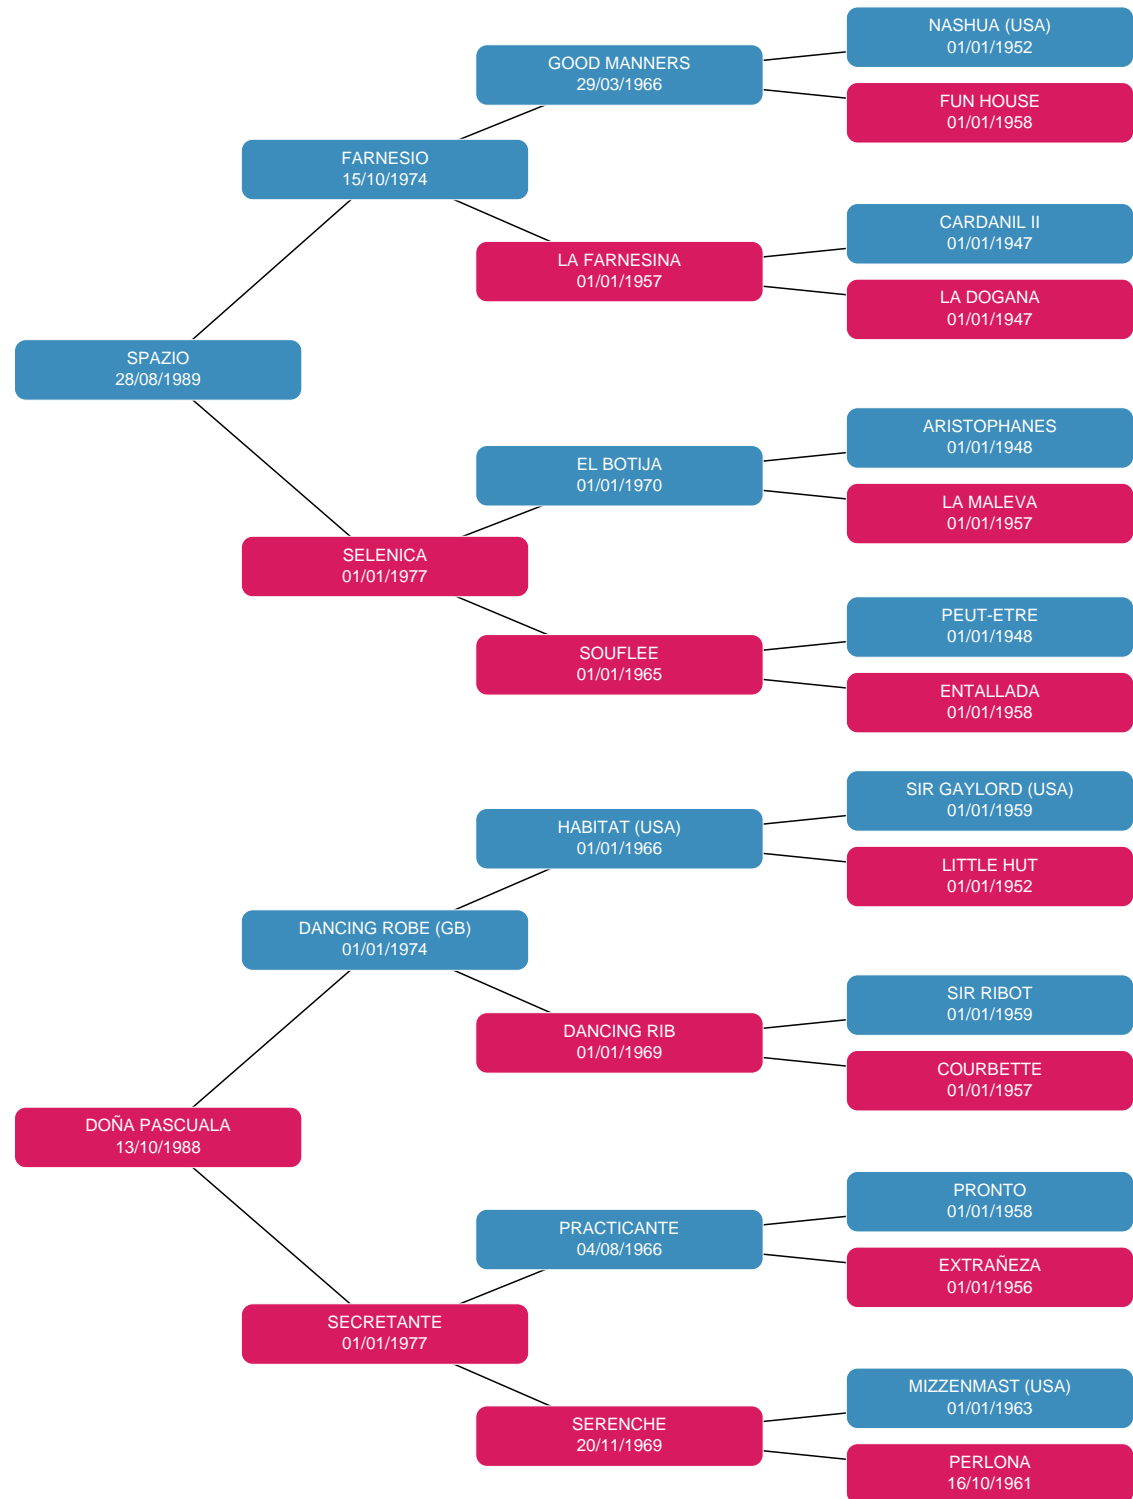 NASHUA (USA)
01/01/1952
GOOD MANNERS
29/03/1966
FUN HOUSE
01/01/1958
FARNESIO
15/10/1974
CARDANIL II
01/01/1947
LA FARNESINA
01/01/1957
LA DOGANA
01/01/1947
SPAZIO
28/08/1989
ARISTOPHANES
01/01/1948
EL BOTIJA
01/01/1970
LA MALEVA
01/01/1957
SELENICA
01/01/1977
PEUT-ETRE
01/01/1948
SOUFLEE
01/01/1965
ENTALLADA
01/01/1958
SIR GAYLORD (USA)
01/01/1959
HABITAT (USA)
01/01/1966
LITTLE HUT
01/01/1952
DANCING ROBE (GB)
01/01/1974
SIR RIBOT
01/01/1959
DANCING RIB
01/01/1969
COURBETTE
01/01/1957
DOÑA PASCUALA
13/10/1988
PRONTO
01/01/1958
PRACTICANTE
04/08/1966
EXTRAÑEZA
01/01/1956
SECRETANTE
01/01/1977
MIZZENMAST (USA)
01/01/1963
SERENCHE
20/11/1969
PERLONA
16/10/1961